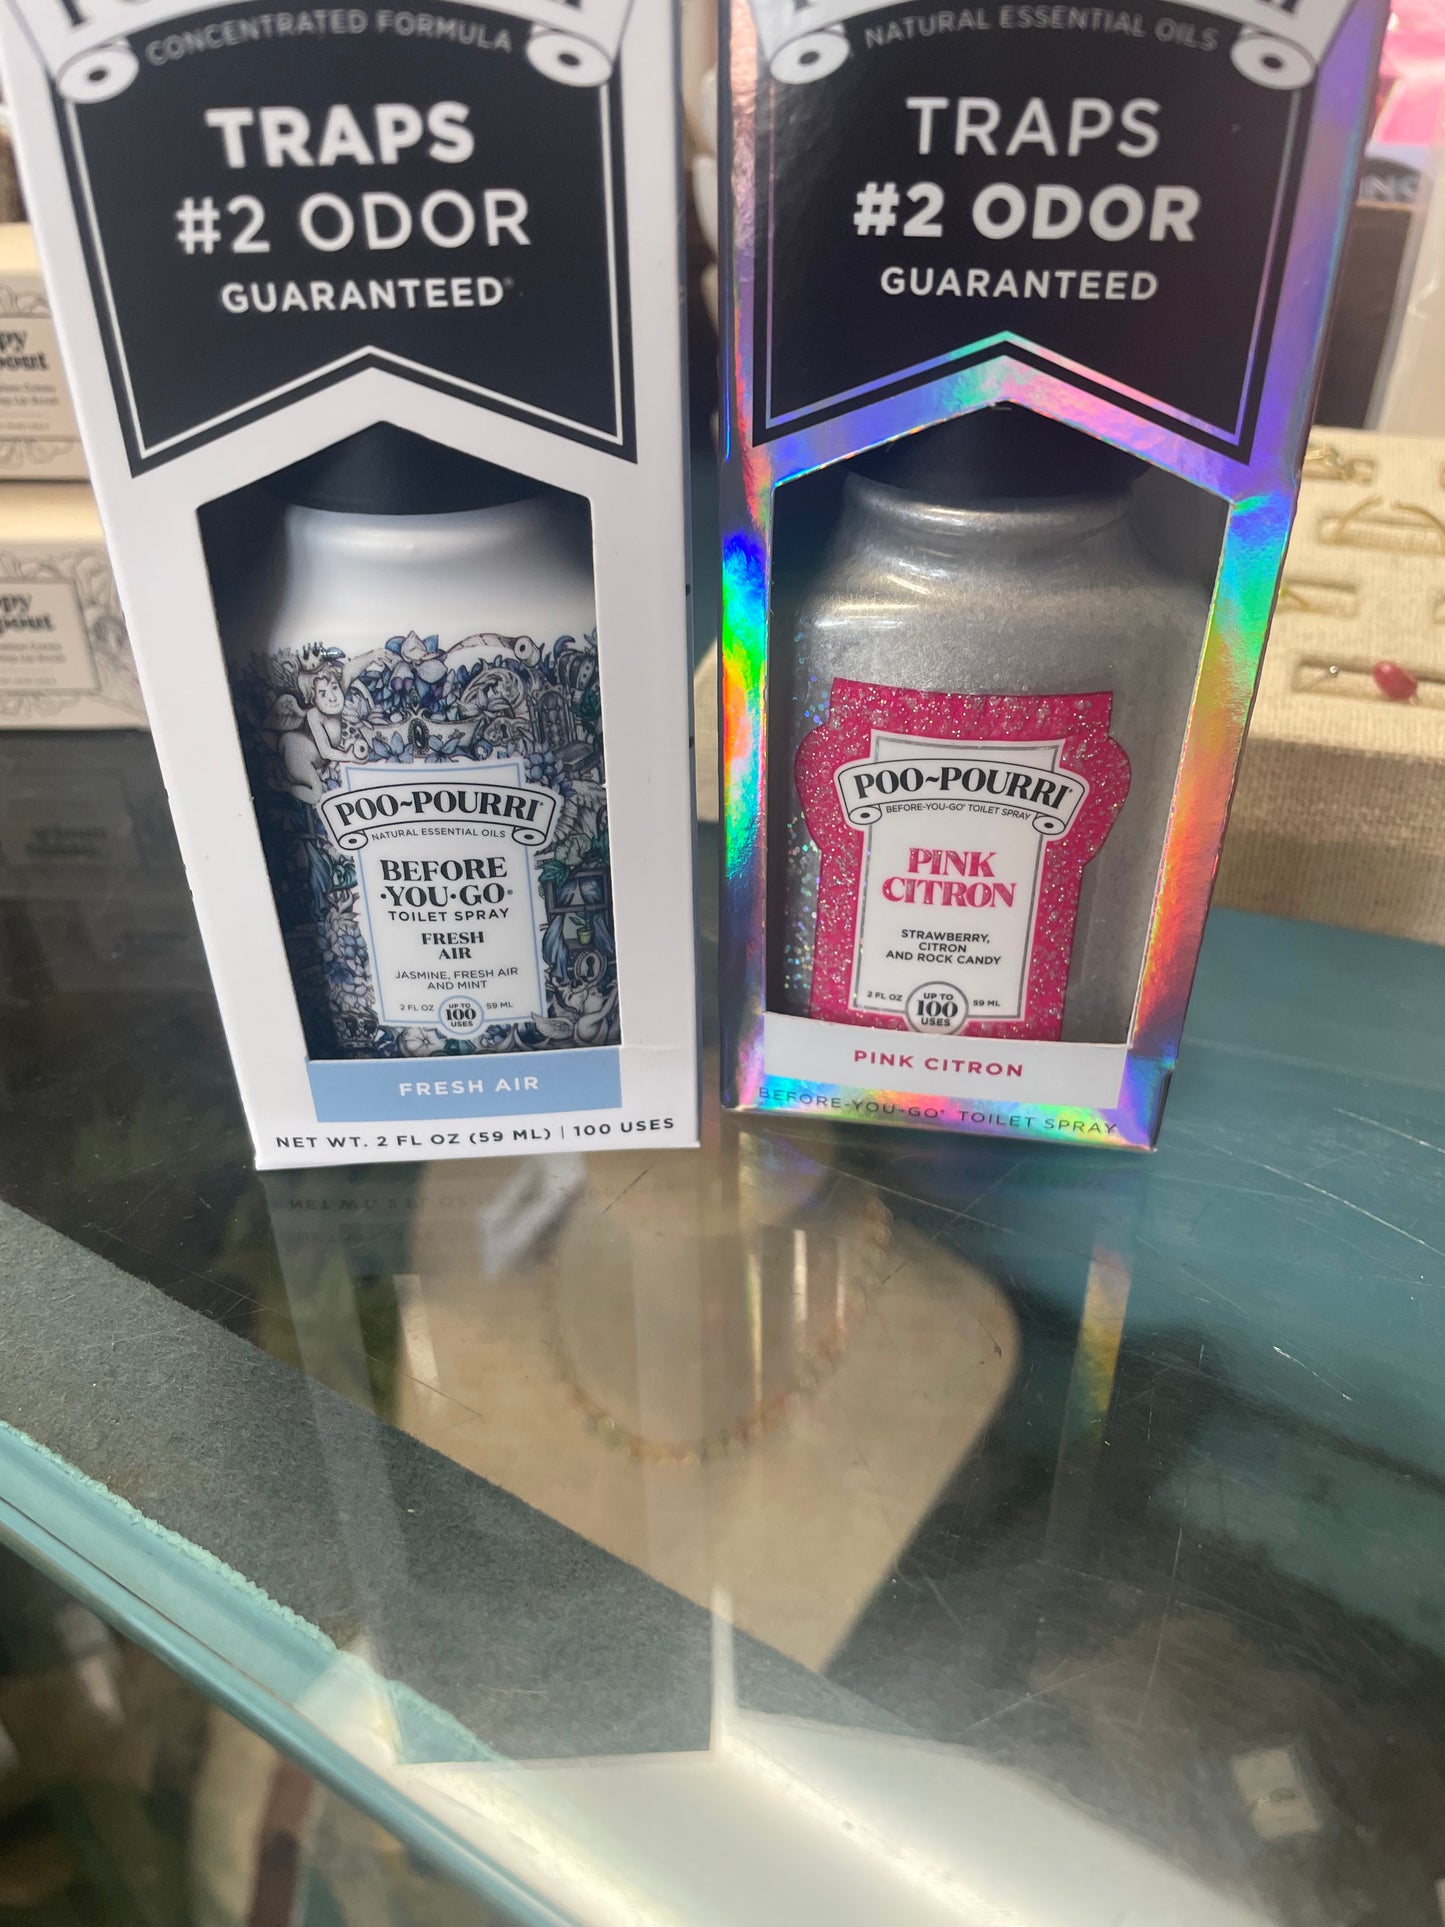 CONCENTRATED FORMULA
TRAPS
#2 ODOR
GUARANTEED®
POO~POURRI®
NATURAL ESSENTIAL OILS
BEFORE
·YOU·GO®
TOILET SPRAY
FRESH
AIR
JASMINE, FRESH AIR
AND MINT
2 FL OZ
UP TO
100
USES
59 ML
FRESH AIR
NET WT. 2 FL OZ (59 ML) | 100 USES
NATURAL ESSENTIAL OILS
TRAPS
#2 ODOR
GUARANTEED
POO~POURRI®
BEFORE-YOU-GO® TOILET SPRAY
PINK
CITRON
STRAWBERRY,
CITRON
AND ROCK CANDY
2 FL OZ
UP TO
100
USES
59 ML
PINK CITRON
BEFORE-YOU-GO® TOILET SPRAY